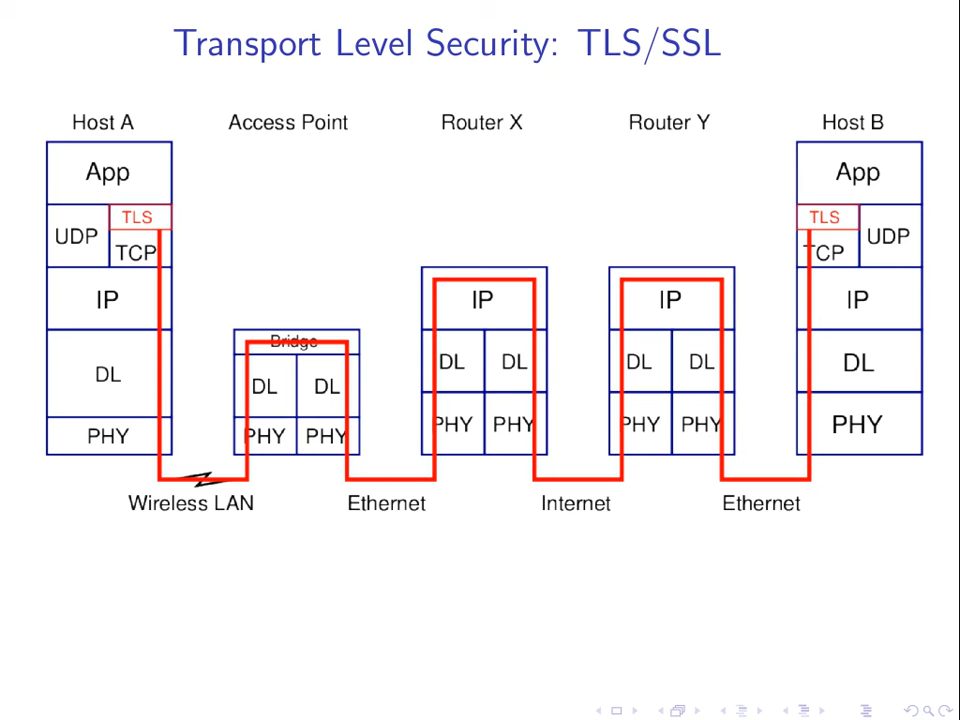 Transport Level Security: TLS/SSL
Host A
Access Point
Router X
Router Y
Host B
App
TLS
UDP
TCP
IP
DL
PHY
Bridge
DL DL
PHY PHY
IP
DL DL
PHY PHY
IP
DL DL
PHY PHY
App
TLS
TCP
UDP
IP
DL
PHY
Wireless LAN
Ethernet
Internet
Ethernet